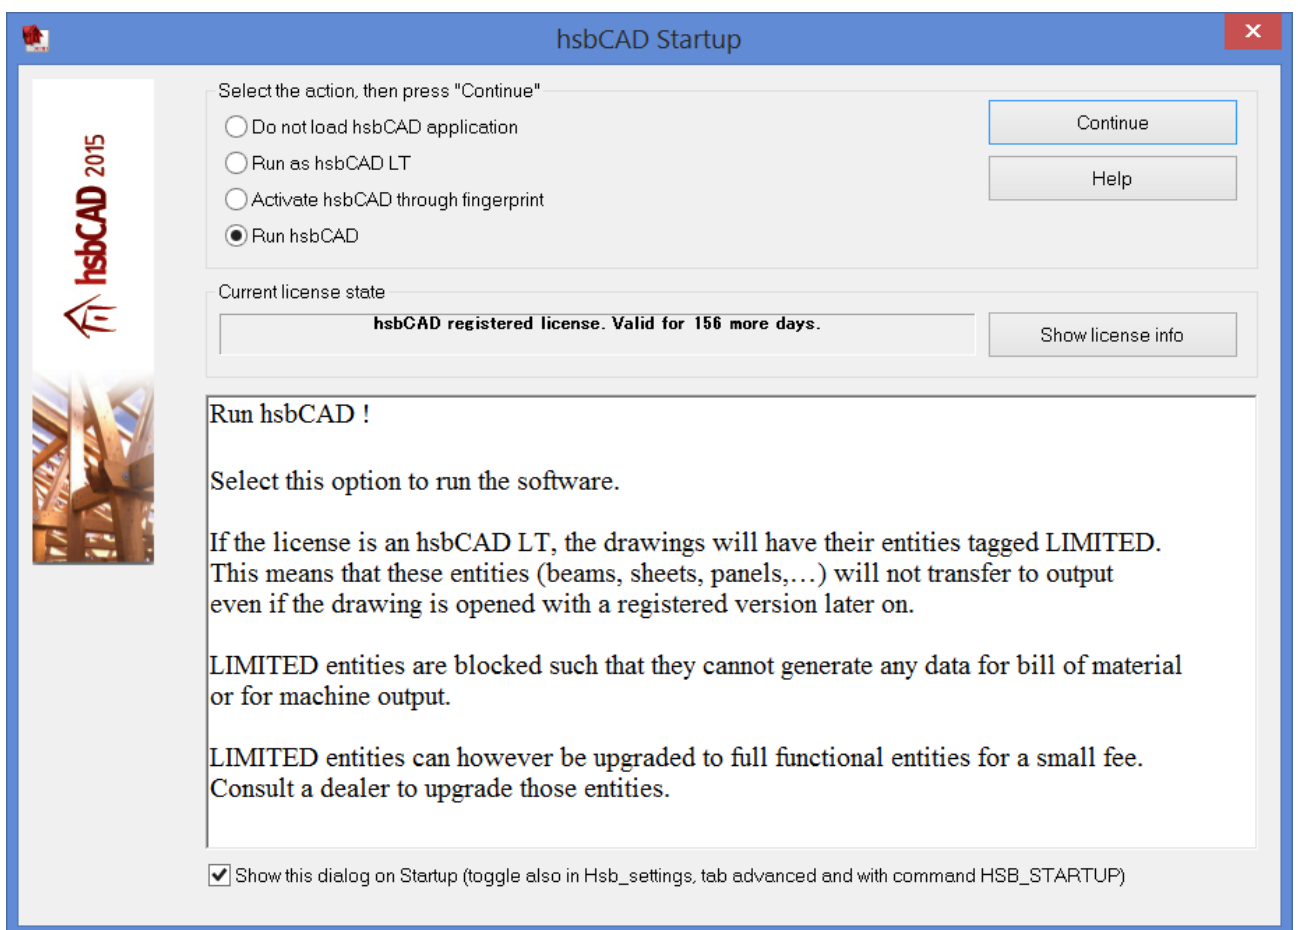 hsbCAD Startup
hsbCAD 2015
Select the action, then press "Continue"
Do not load hsbCAD application
Run as hsbCAD LT
Activate hsbCAD through fingerprint
Run hsbCAD
Continue
Help
Current license state
hsbCAD registered license. Valid for 156 more days.
Show license info
Run hsbCAD !
Select this option to run the software.
If the license is an hsbCAD LT, the drawings will have their entities tagged LIMITED.
This means that these entities (beams, sheets, panels,…) will not transfer to output
even if the drawing is opened with a registered version later on.
LIMITED entities are blocked such that they cannot generate any data for bill of material
or for machine output.
LIMITED entities can however be upgraded to full functional entities for a small fee.
Consult a dealer to upgrade those entities.
Show this dialog on Startup (toggle also in Hsb_settings, tab advanced and with command HSB_STARTUP)